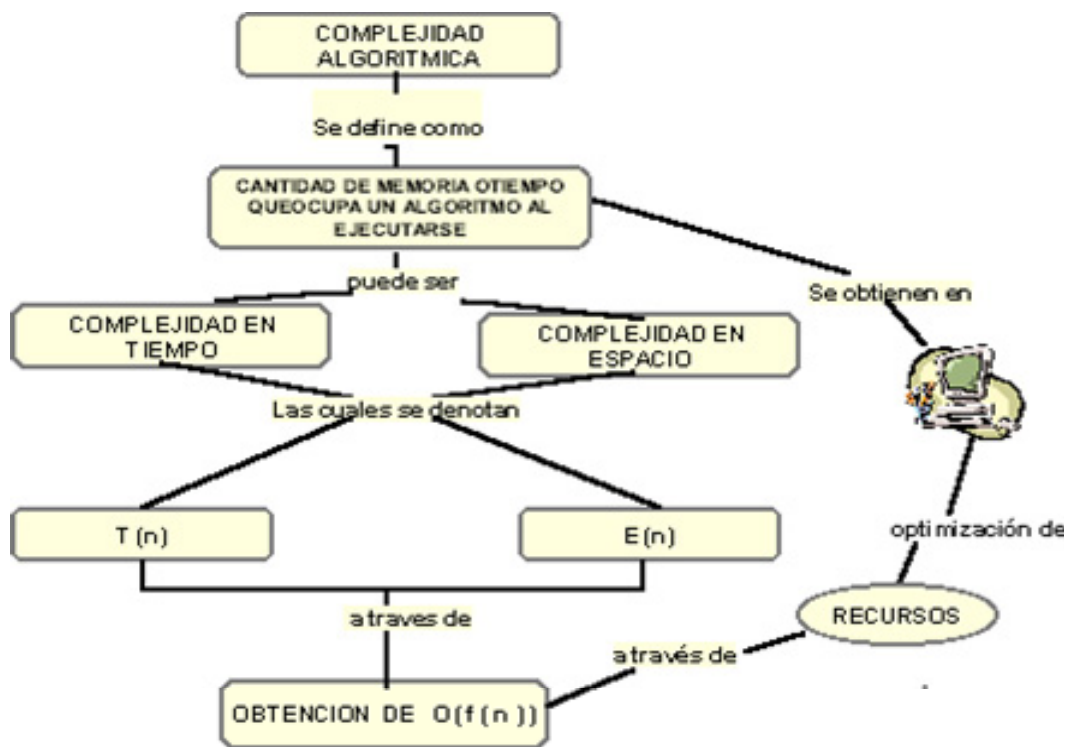 COMPLEJIDAD
ALGORITMICA
Se define como
CANTIDAD DE MEMORIA OTIEMPO
QUEOCUPA UN ALGORITMO AL
EJECUTARSE
puede ser
Se obtienen en
COMPLEJIDAD EN
TIEMPO
COMPLEJIDAD EN
ESPACIO
Las cuales se denotan
T (n)
E (n)
optimización de
a traves de
RECURSOS
a través de
OBTENCION DE O(f (n ))